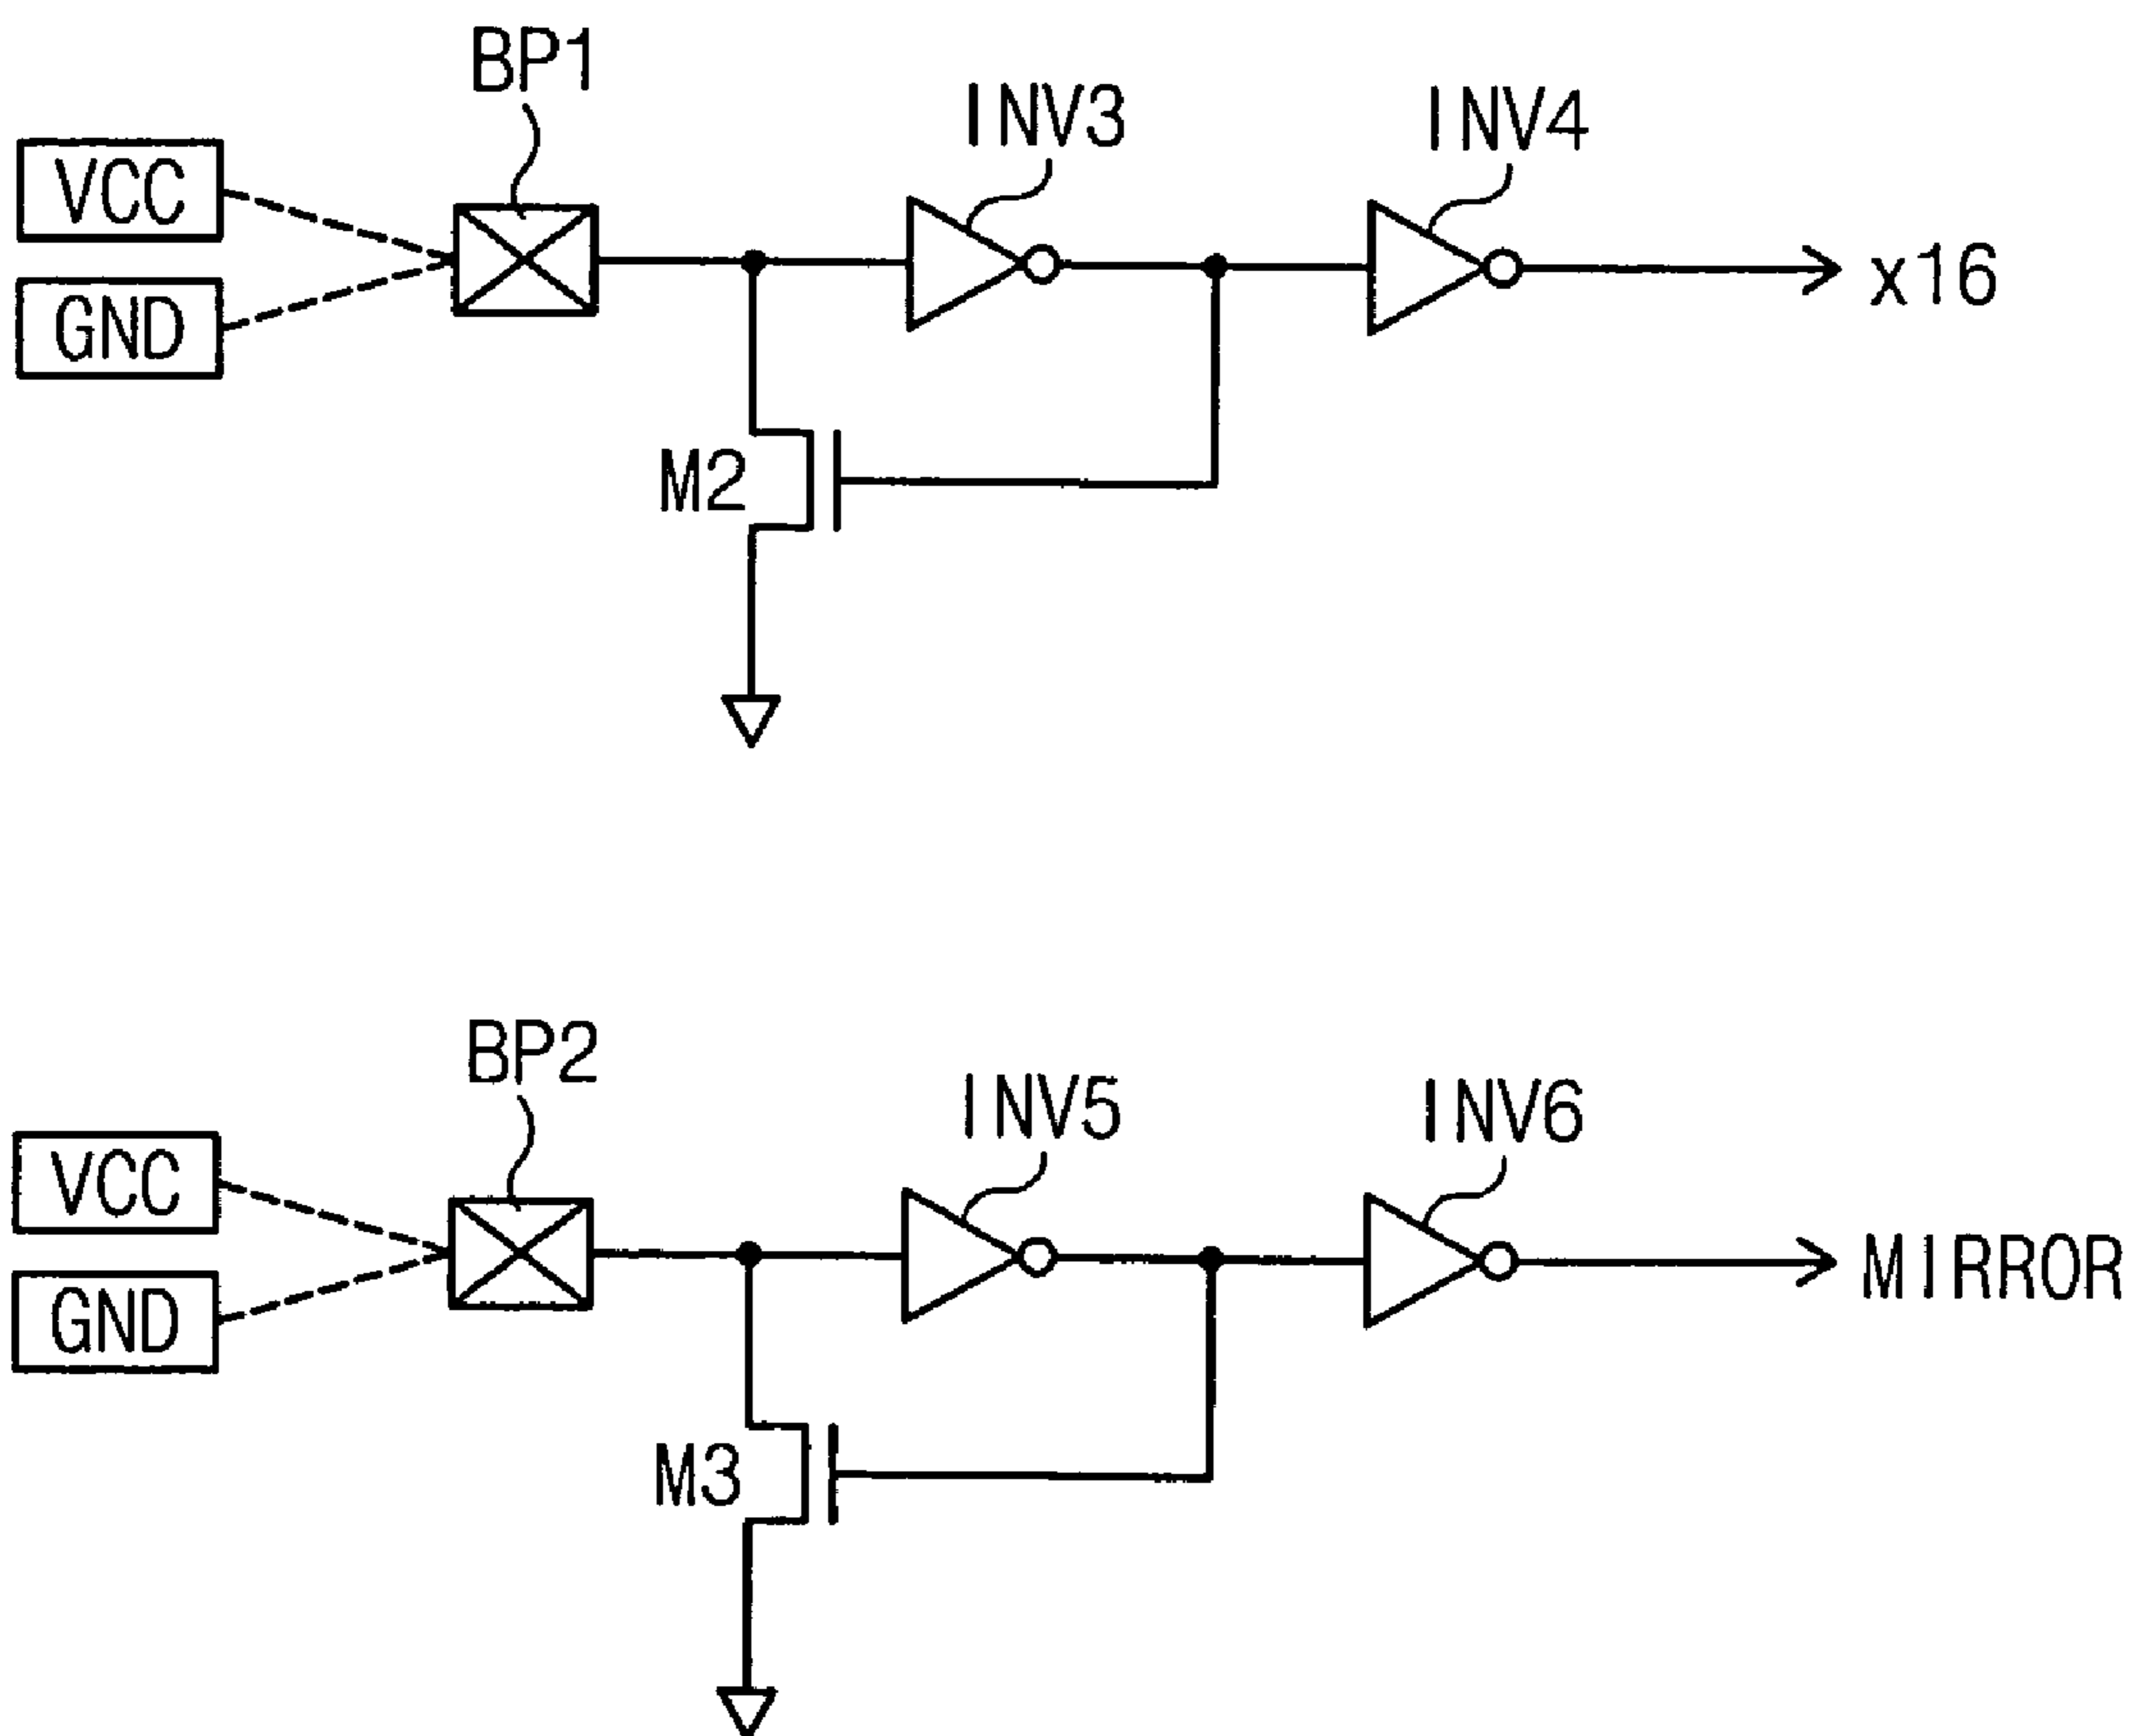 BP1
INV3
INV4
VCC
GND
x16
M2
BP2
INV5
INV6
VCC
GND
MIRROR
M3